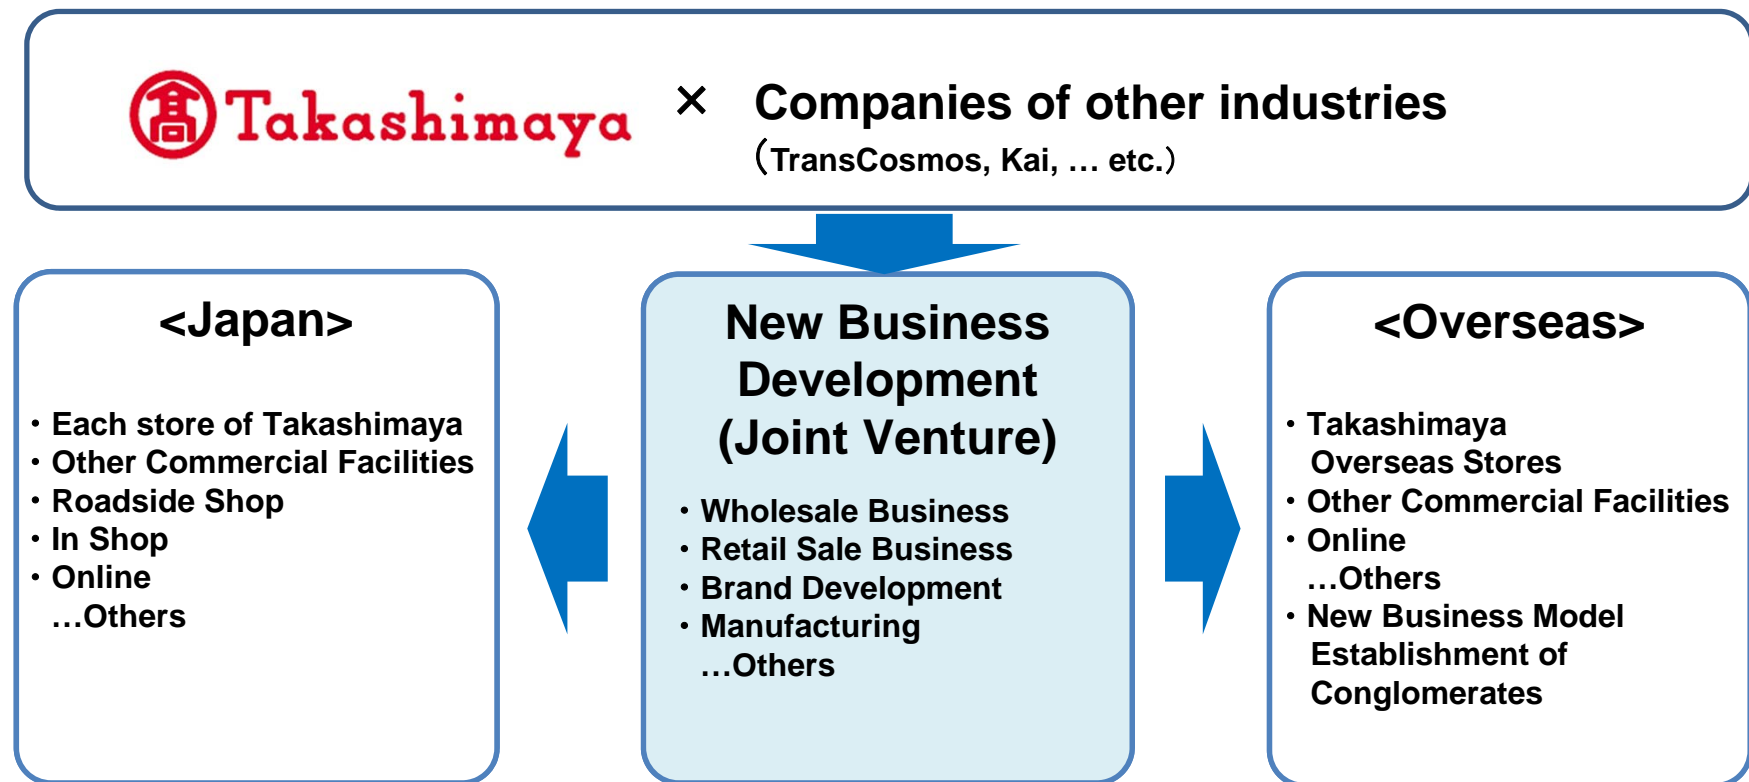 髙 Takashimaya × Companies of other industries
（TransCosmos, Kai, … etc.）
<Japan>
・Each store of Takashimaya
・Other Commercial Facilities
・Roadside Shop
・In Shop
・Online
…Others
New Business
Development
(Joint Venture)
・Wholesale Business
・Retail Sale Business
・Brand Development
・Manufacturing
…Others
<Overseas>
・Takashimaya
Overseas Stores
・Other Commercial Facilities
・Online
…Others
・New Business Model
Establishment of
Conglomerates